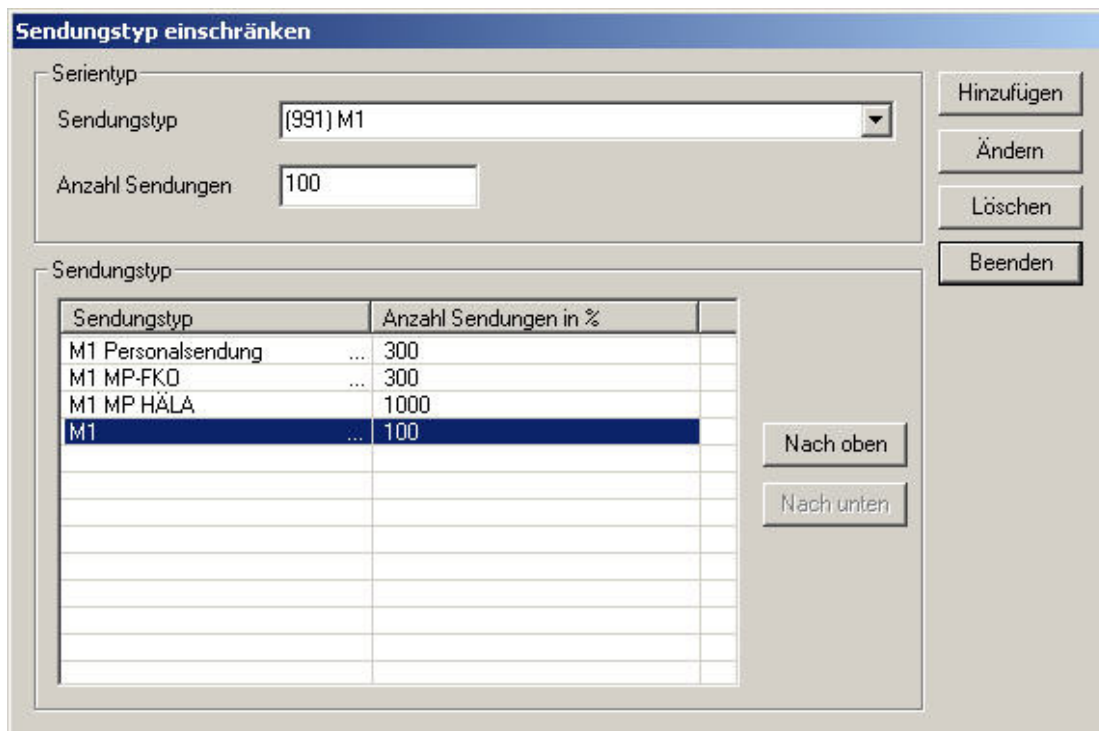 Sendungstyp einschränken
Serientyp
Sendungstyp (991) M1
Anzahl Sendungen 100
Hinzufügen
Ändern
Löschen
Beenden
Sendungstyp
Sendungstyp Anzahl Sendungen in %
M1 Personalsendung ... 300
M1 MP-FKO ... 300
M1 MP HÄLA 1000
M1 ... 100
Nach oben
Nach unten